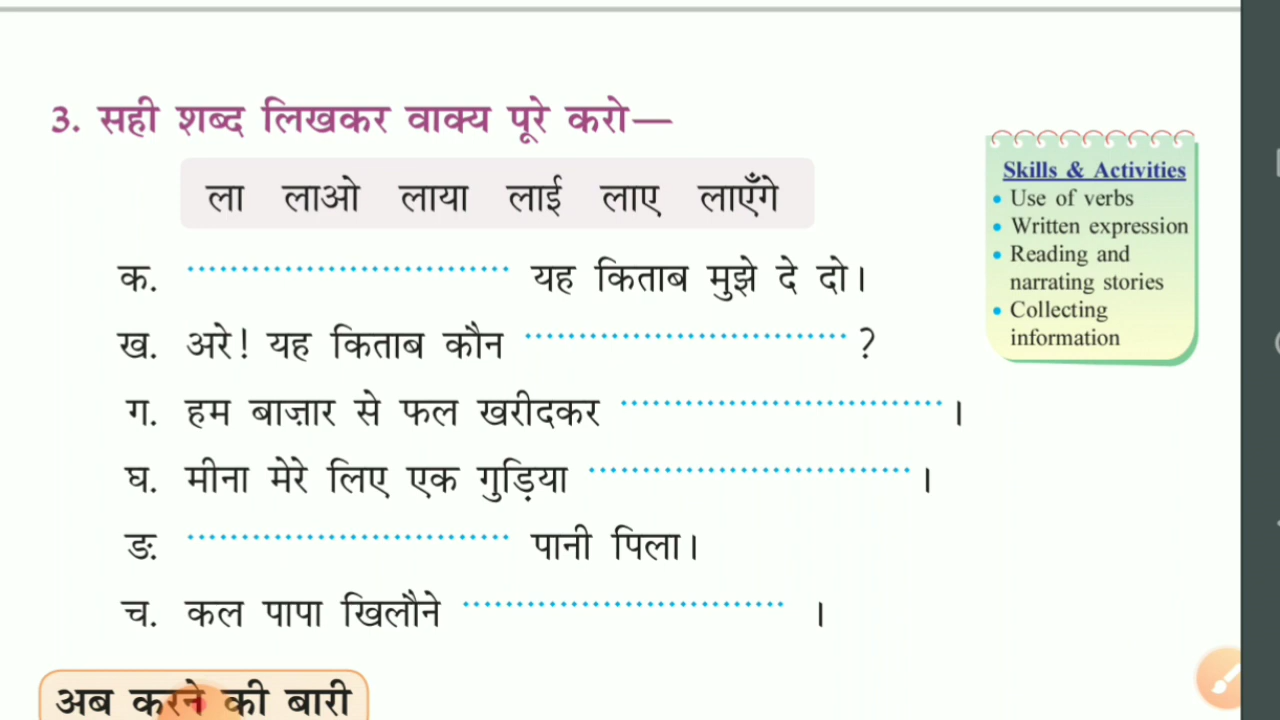 3. सही शब्द लिखकर वाक्य पूरे करो—
ला लाओ लाया लाई लाए लाएँगे
क. .............................. यह किताब मुझे दे दो।
ख. अरे! यह किताब कौन .............................. ?
ग. हम बाज़ार से फल खरीदकर .............................. ।
घ. मीना मेरे लिए एक गुड़िया .............................. ।
ङ. .............................. पानी पिला।
च. कल पापा खिलौने .............................. ।
Skills & Activities
• Use of verbs
• Written expression
• Reading and
narrating stories
• Collecting
information
अब करने की बारी